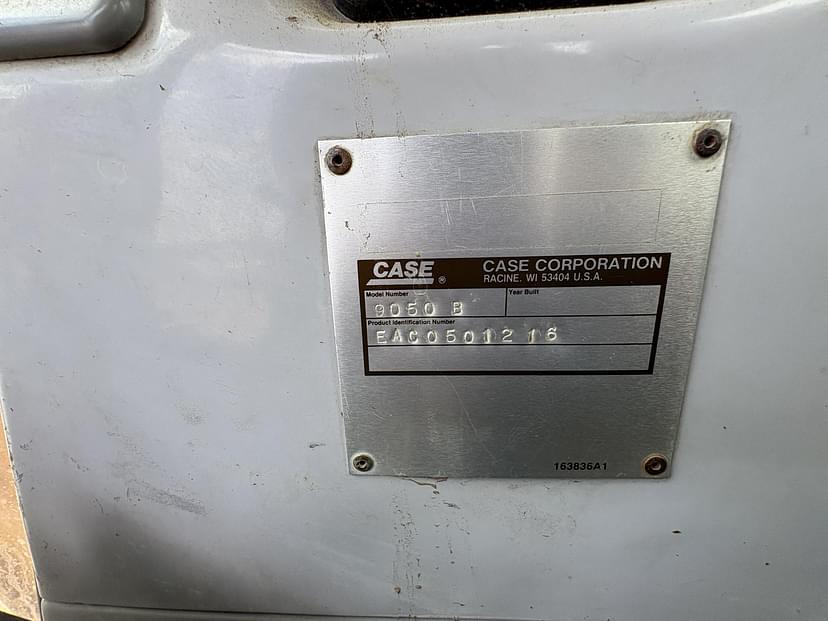 CASE® CASE CORPORATION
RACINE, WI 53404 U.S.A.
Model Number Year Built
9050 B
Product Identification Number
EAC0501216
163836A1